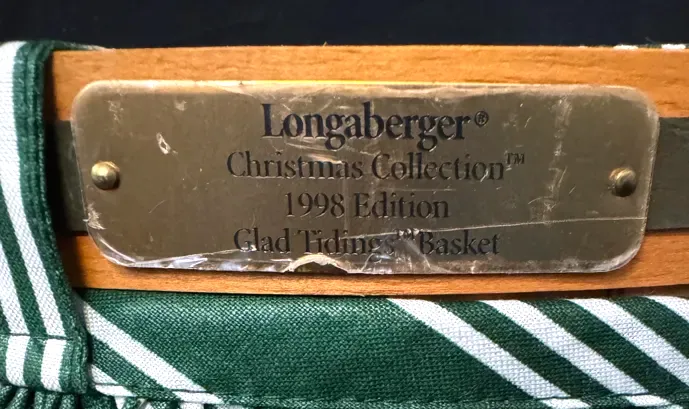 Longaberger®
Christmas Collection™
1998 Edition
Glad Tidings™ Basket